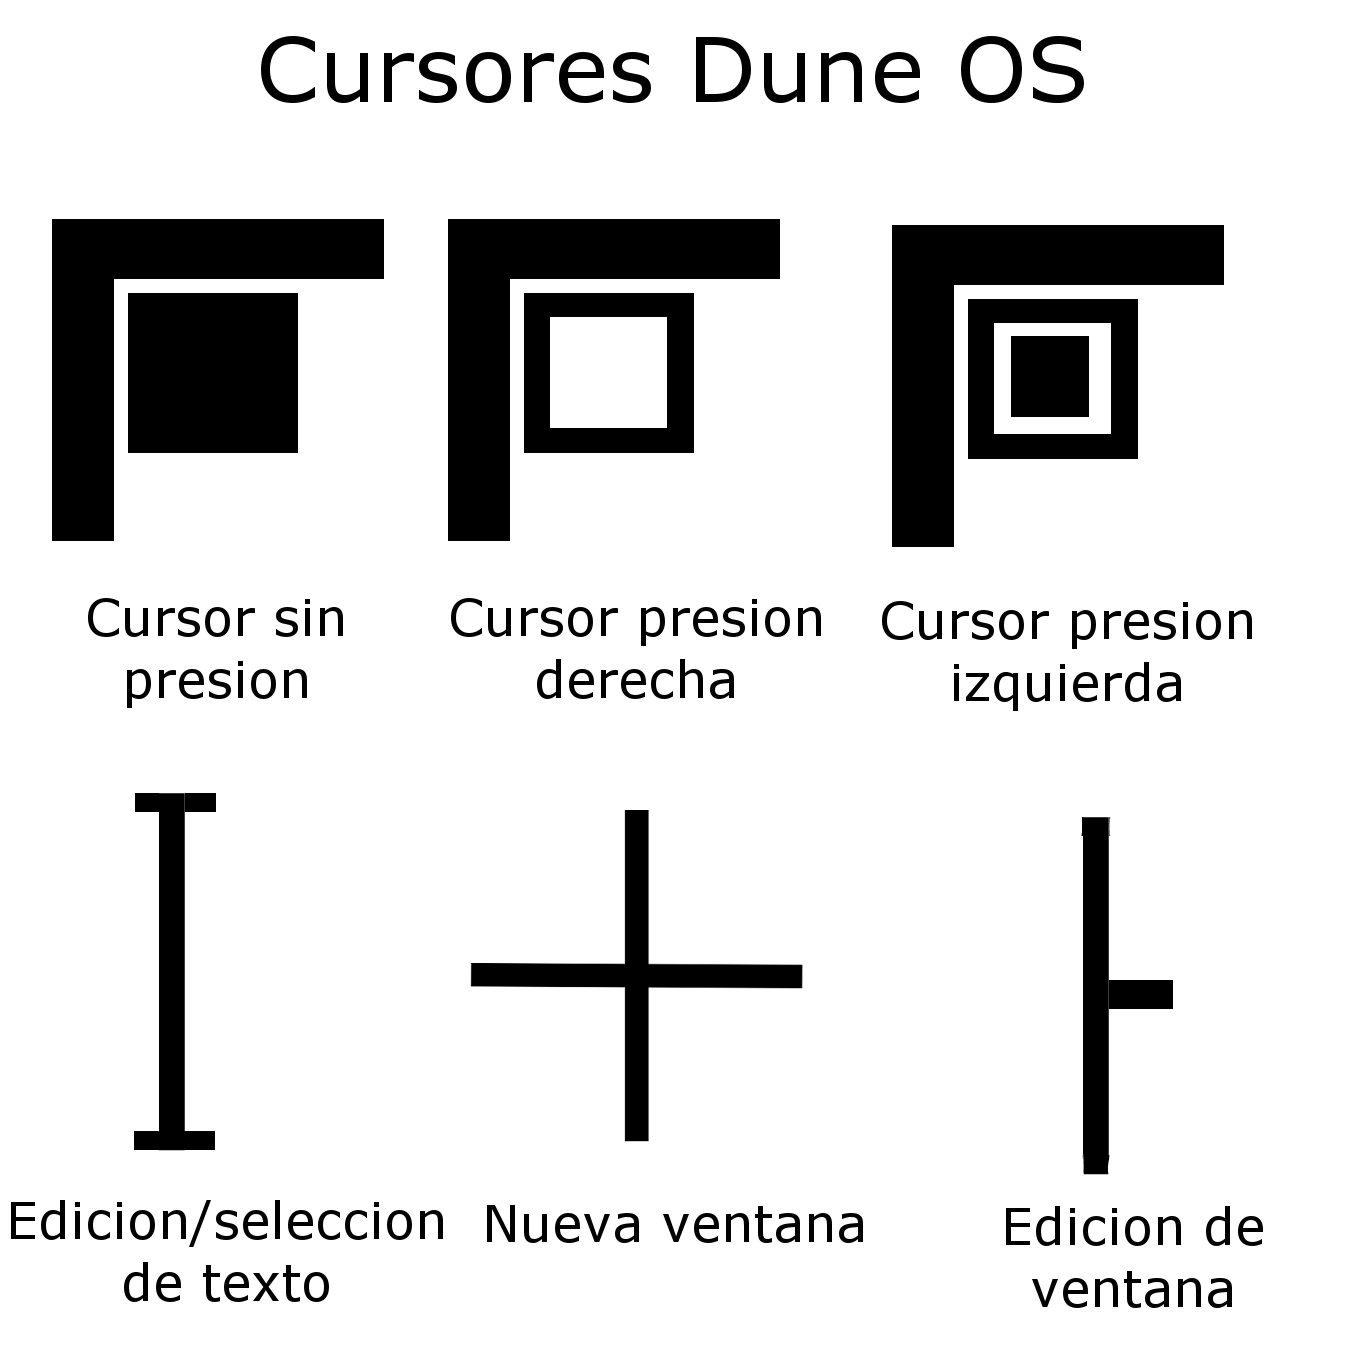 Cursores Dune OS
Cursor sin
presion
Cursor presion
derecha
Cursor presion
izquierda
Edicion/seleccion
de texto
Nueva ventana
Edicion de
ventana